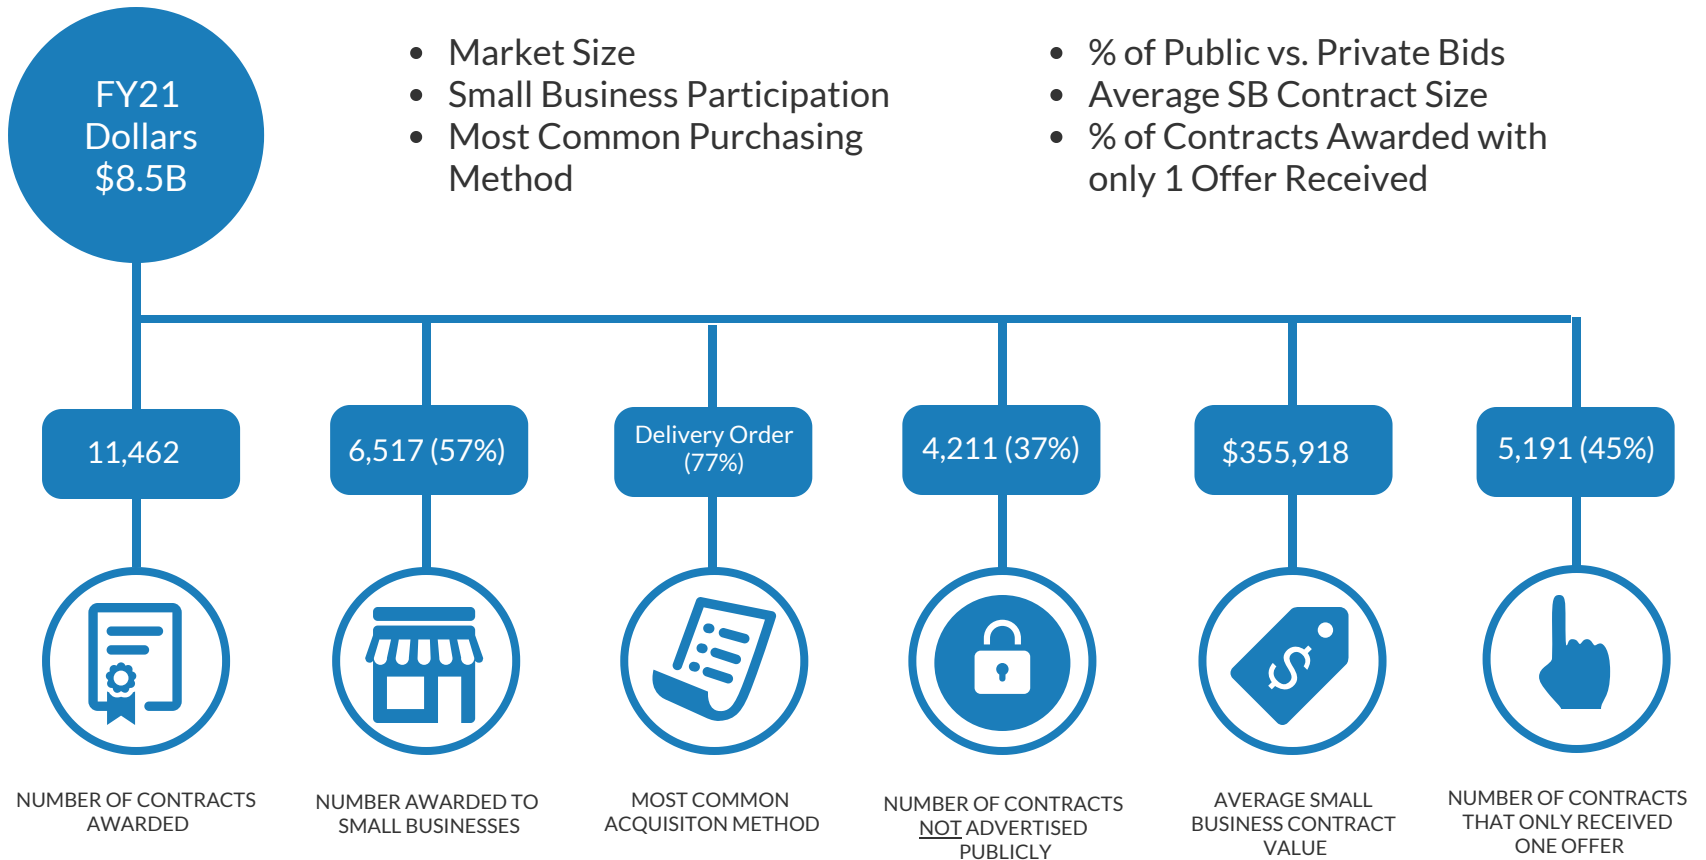 FY21
Dollars
$8.5B
• Market Size
• Small Business Participation
• Most Common Purchasing
Method
• % of Public vs. Private Bids
• Average SB Contract Size
• % of Contracts Awarded with
only 1 Offer Received
11,462
6,517 (57%)
Delivery Order
(77%)
4,211 (37%)
$355,918
5,191 (45%)
$
NUMBER OF CONTRACTS
AWARDED
NUMBER AWARDED TO
SMALL BUSINESSES
MOST COMMON
ACQUISITON METHOD
NUMBER OF CONTRACTS
NOT ADVERTISED
PUBLICLY
AVERAGE SMALL
BUSINESS CONTRACT
VALUE
NUMBER OF CONTRACTS
THAT ONLY RECEIVED
ONE OFFER